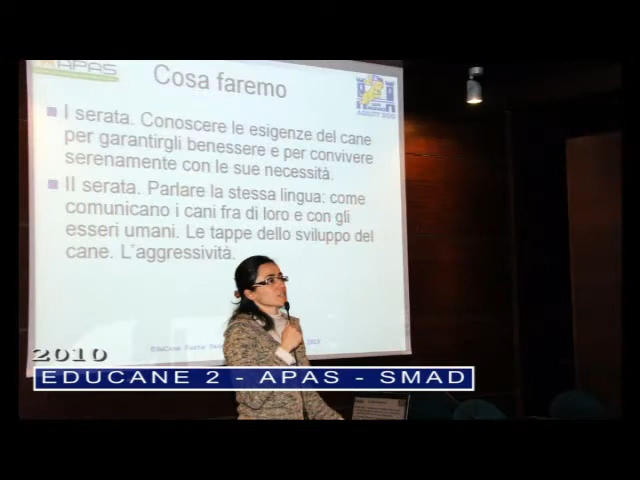 APAS
Cosa faremo
AGILITY DOG
I serata. Conoscere le esigenze del cane
per garantirgli benessere e per convivere
serenamente con le sue necessità.
II serata. Parlare la stessa lingua: come
comunicano i cani fra di loro e con gli
esseri umani. Le tappe dello sviluppo del
cane. L'aggressività.
2010
EDUCANE 2 - APAS - SMAD